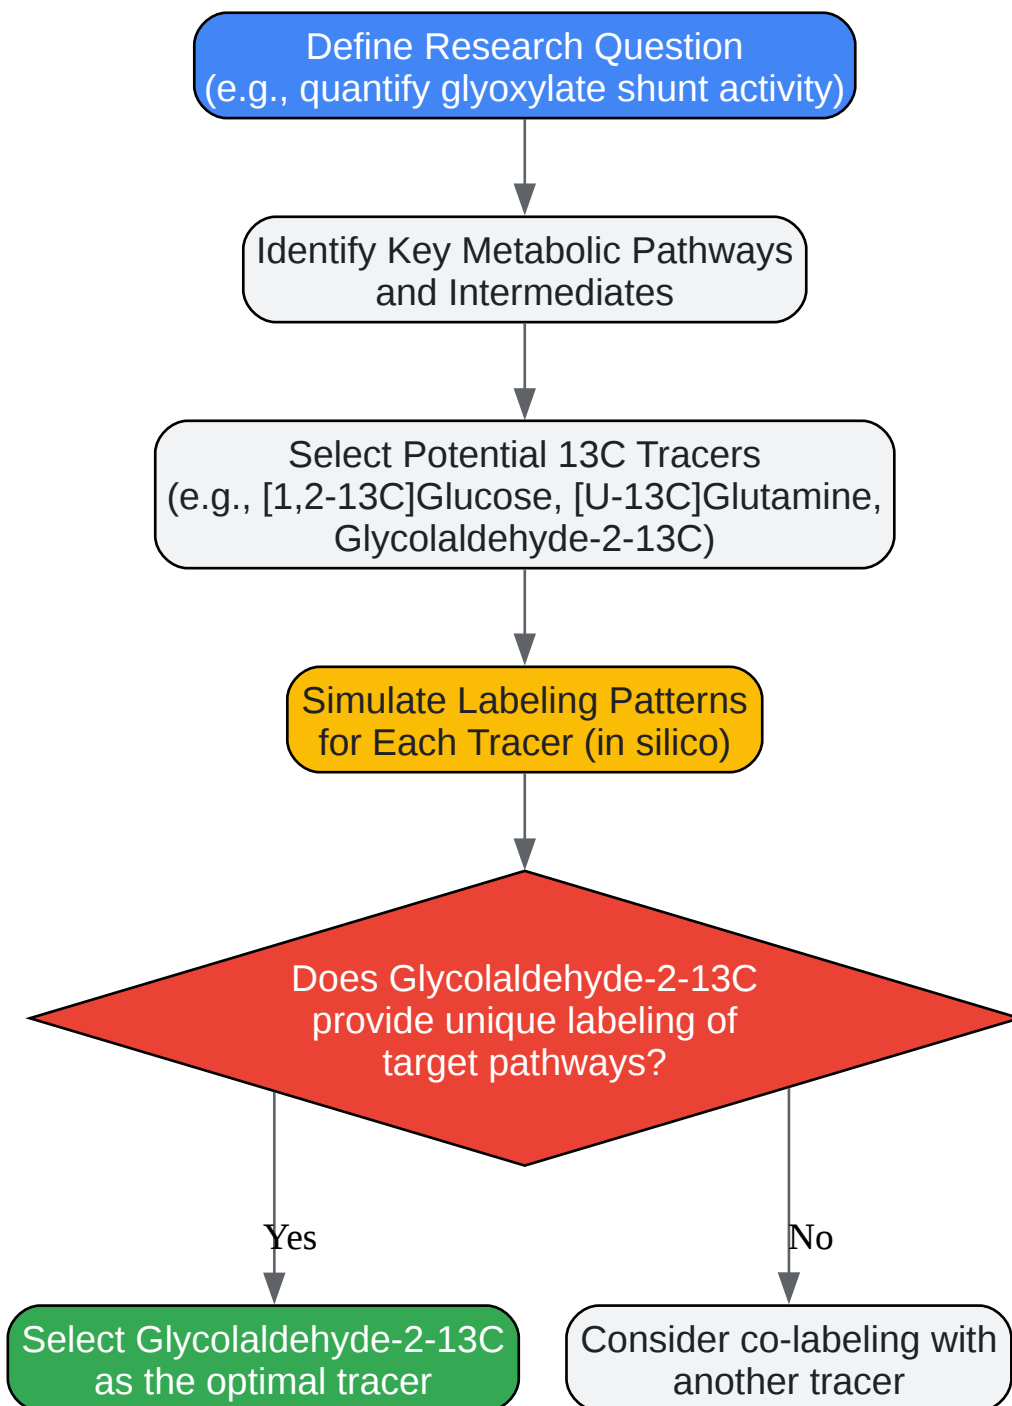 Define Research Question
(e.g., quantify glyoxylate shunt activity)
Identify Key Metabolic Pathways
and Intermediates
Select Potential 13C Tracers
(e.g., [1,2-13C]Glucose, [U-13C]Glutamine,
Glycolaldehyde-2-13C)
Simulate Labeling Patterns
for Each Tracer (in silico)
Does Glycolaldehyde-2-13C
provide unique labeling of
target pathways?
Yes
No
Select Glycolaldehyde-2-13C
as the optimal tracer
Consider co-labeling with
another tracer